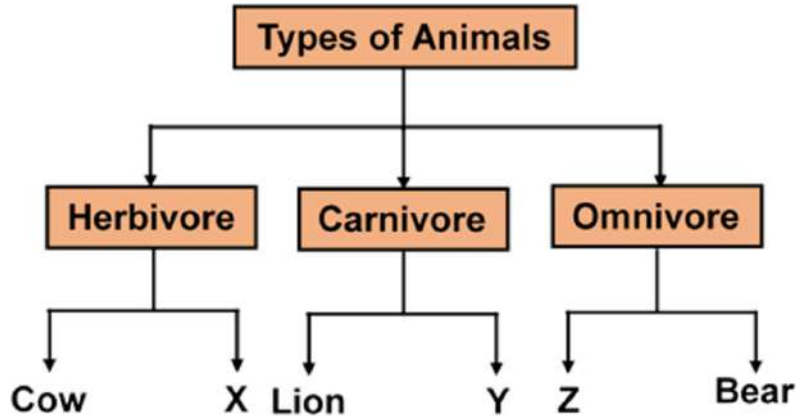 Types of Animals
Herbivore
Carnivore
Omnivore
Cow
X
Lion
Y
Z
Bear